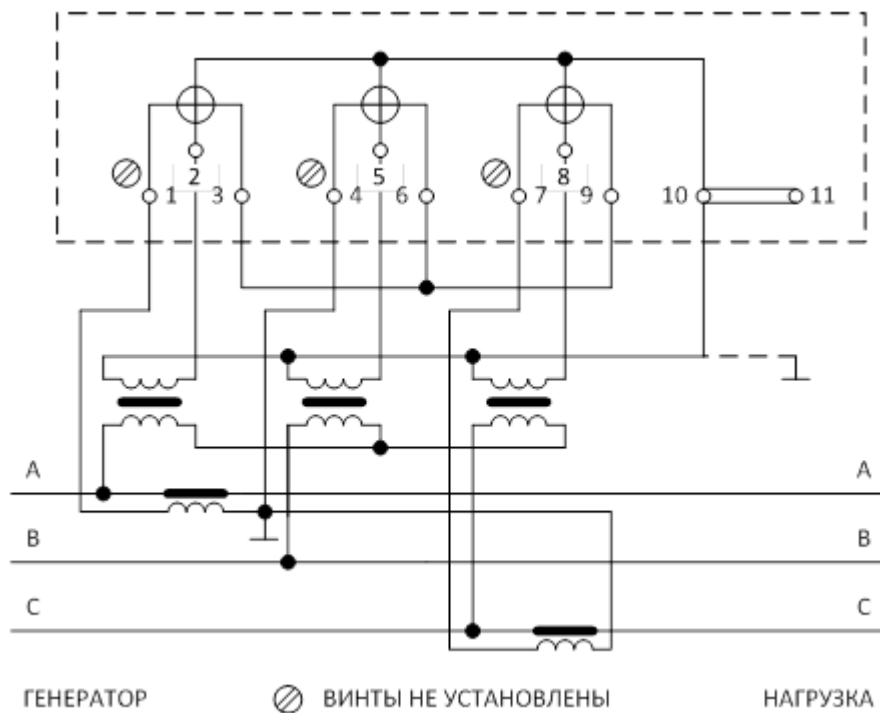 2 5 8
1 3 4 6 7 9 10 11
A A
B B
C C
ГЕНЕРАТОР ВИНТЫ НЕ УСТАНОВЛЕНЫ НАГРУЗКА